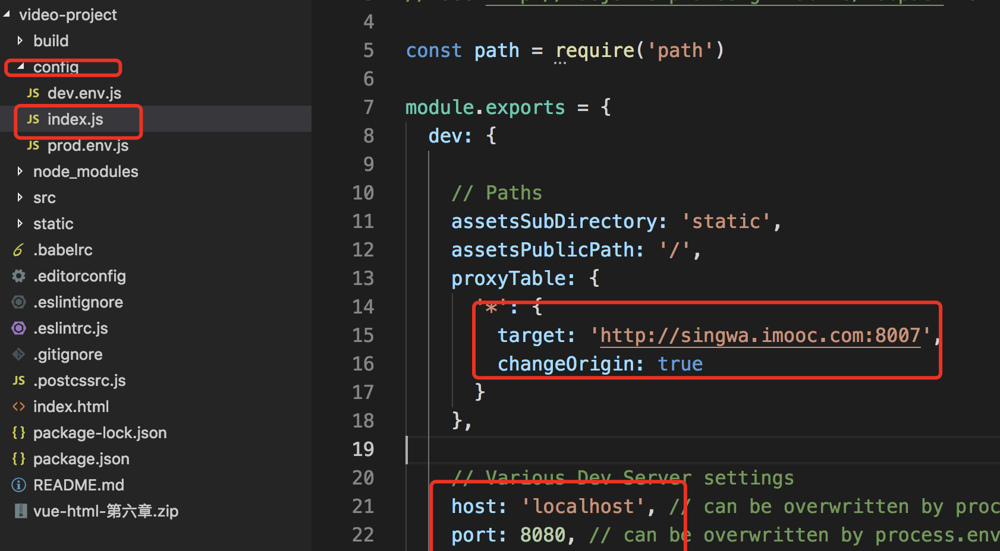 video-project
build
config
JS dev.env.js
JS index.js
JS prod.env.js
node_modules
src
static
.babelrc
.editorconfig
.eslintignore
.eslintrc.js
.gitignore
JS .postcssrc.js
<> index.html
{} package-lock.json
{} package.json
README.md
vue-html-第六章.zip
4
5 const path = require('path')
6
7 module.exports = {
8 dev: {
9
10 // Paths
11 assetsSubDirectory: 'static',
12 assetsPublicPath: '/',
13 proxyTable: {
14 '*': {
15 target: 'http://singwa.imooc.com:8007',
16 changeOrigin: true
17 }
18 },
19
20 // Various Dev Server settings
21 host: 'localhost', // can be overwritten by proc
22 port: 8080, // can be overwritten by process.env